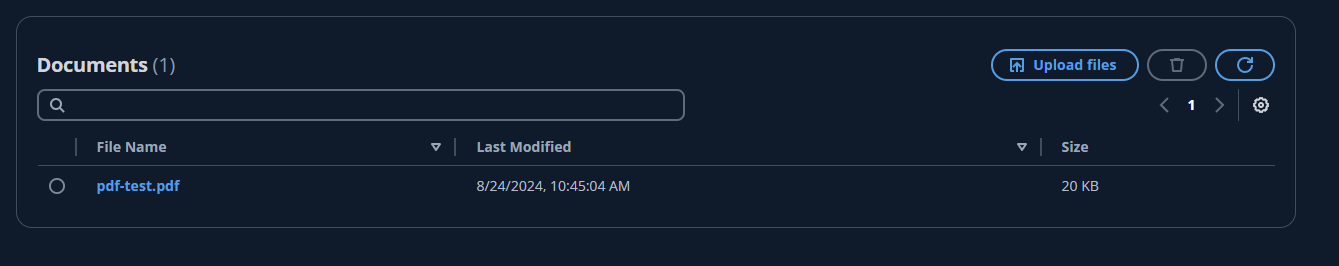 Documents (1)
Upload files
1
File Name Last Modified Size
pdf-test.pdf 8/24/2024, 10:45:04 AM 20 KB